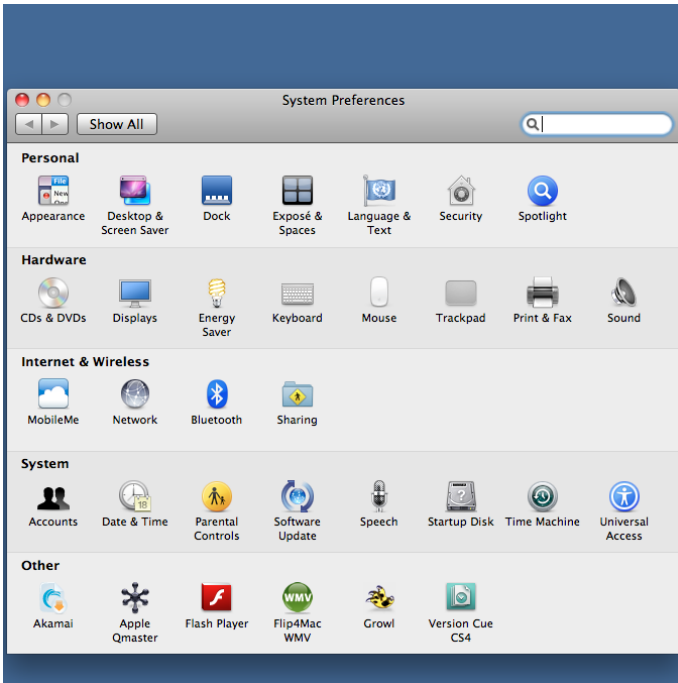 System Preferences
Show All
Personal
Appearance
Desktop &
Screen Saver
Dock
Exposé &
Spaces
Language &
Text
Security
Spotlight
Hardware
CDs & DVDs
Displays
Energy
Saver
Keyboard
Mouse
Trackpad
Print & Fax
Sound
Internet & Wireless
MobileMe
Network
Bluetooth
Sharing
System
Accounts
Date & Time
18
Parental
Controls
Software
Update
Speech
Startup Disk
Time Machine
Universal
Access
Other
Akamai
Apple
Qmaster
Flash Player
WMV
Flip4Mac
WMV
Growl
Version Cue
CS4